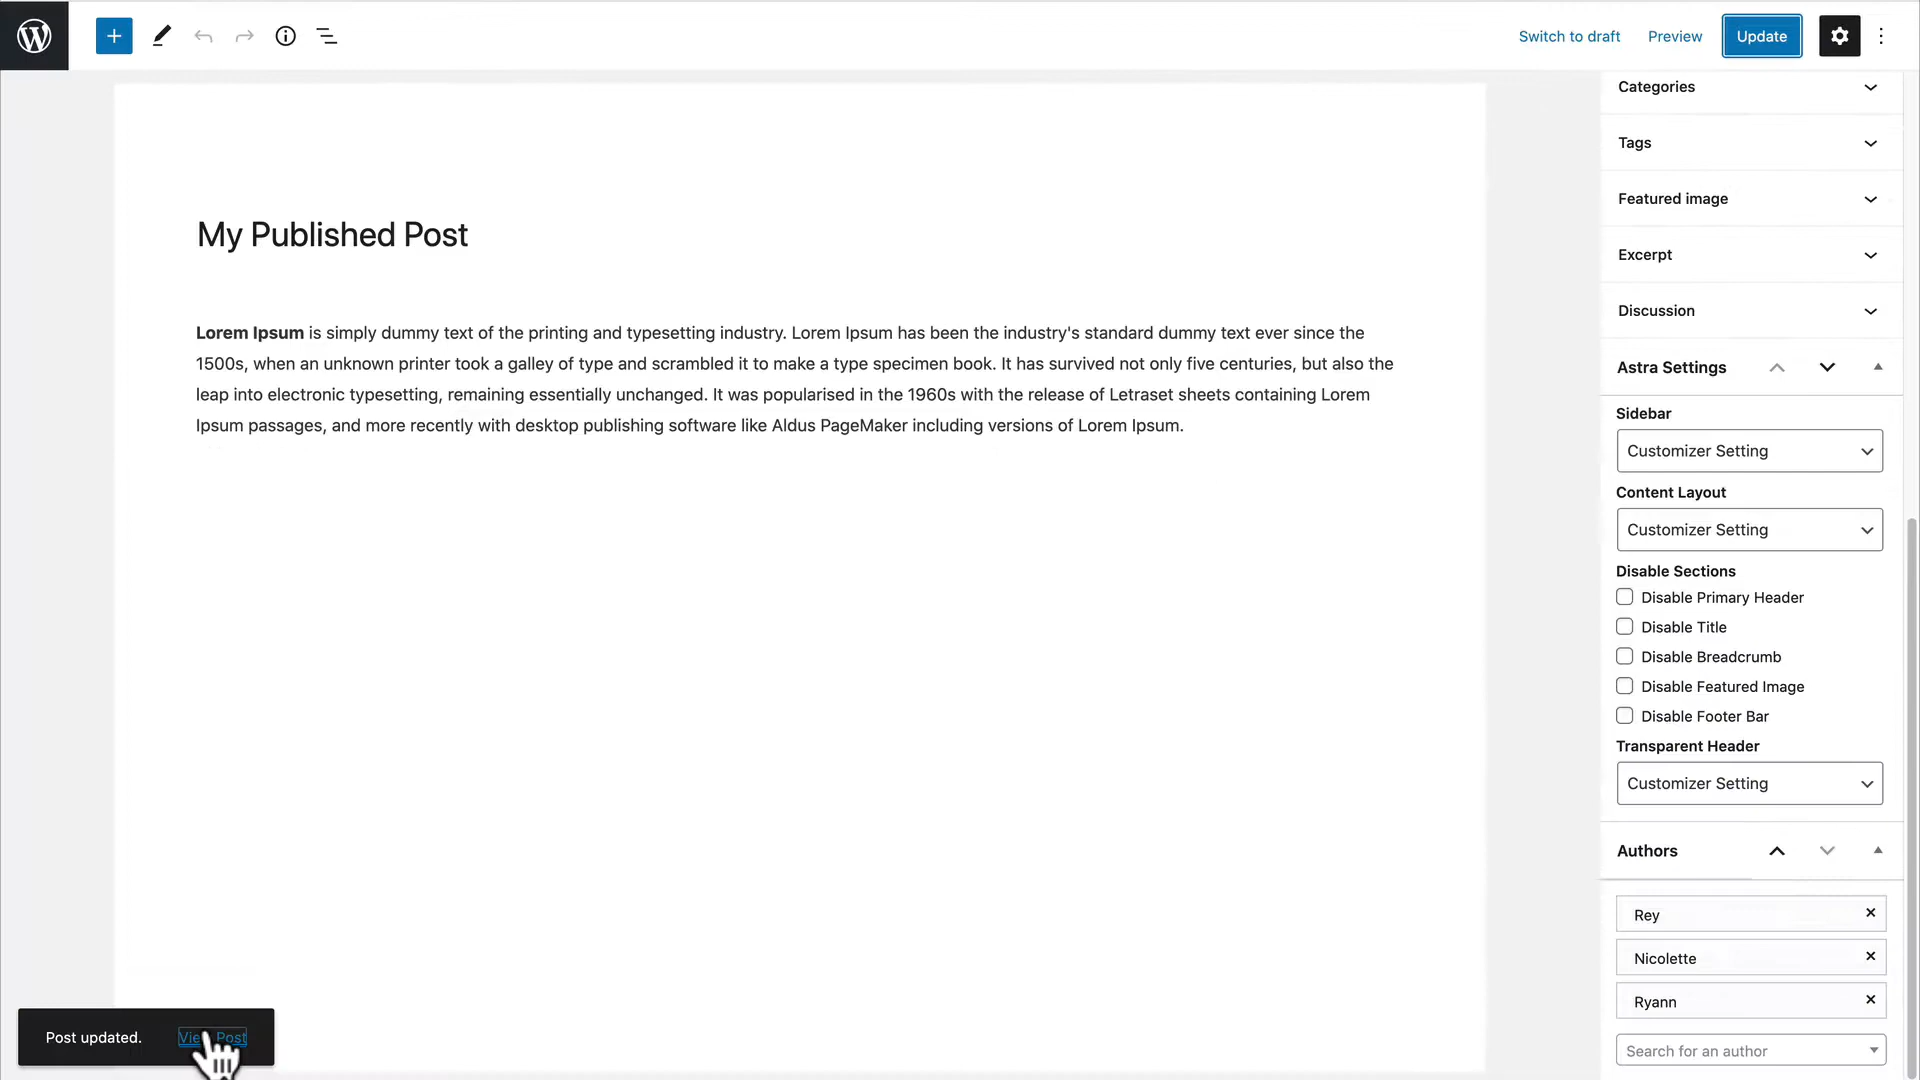 Switch to draft
Preview
Update
Categories
Tags
Featured image
Excerpt
Discussion
My Published Post
Lorem Ipsum is simply dummy text of the printing and typesetting industry. Lorem Ipsum has been the industry's standard dummy text ever since the
1500s, when an unknown printer took a galley of type and scrambled it to make a type specimen book. It has survived not only five centuries, but also the
leap into electronic typesetting, remaining essentially unchanged. It was popularised in the 1960s with the release of Letraset sheets containing Lorem
Ipsum passages, and more recently with desktop publishing software like Aldus PageMaker including versions of Lorem Ipsum.
Astra Settings
Sidebar
Customizer Setting
Content Layout
Customizer Setting
Disable Sections
Disable Primary Header
Disable Title
Disable Breadcrumb
Disable Featured Image
Disable Footer Bar
Transparent Header
Customizer Setting
Authors
Rey
Nicolette
Ryann
Search for an author
Post updated.
View Post